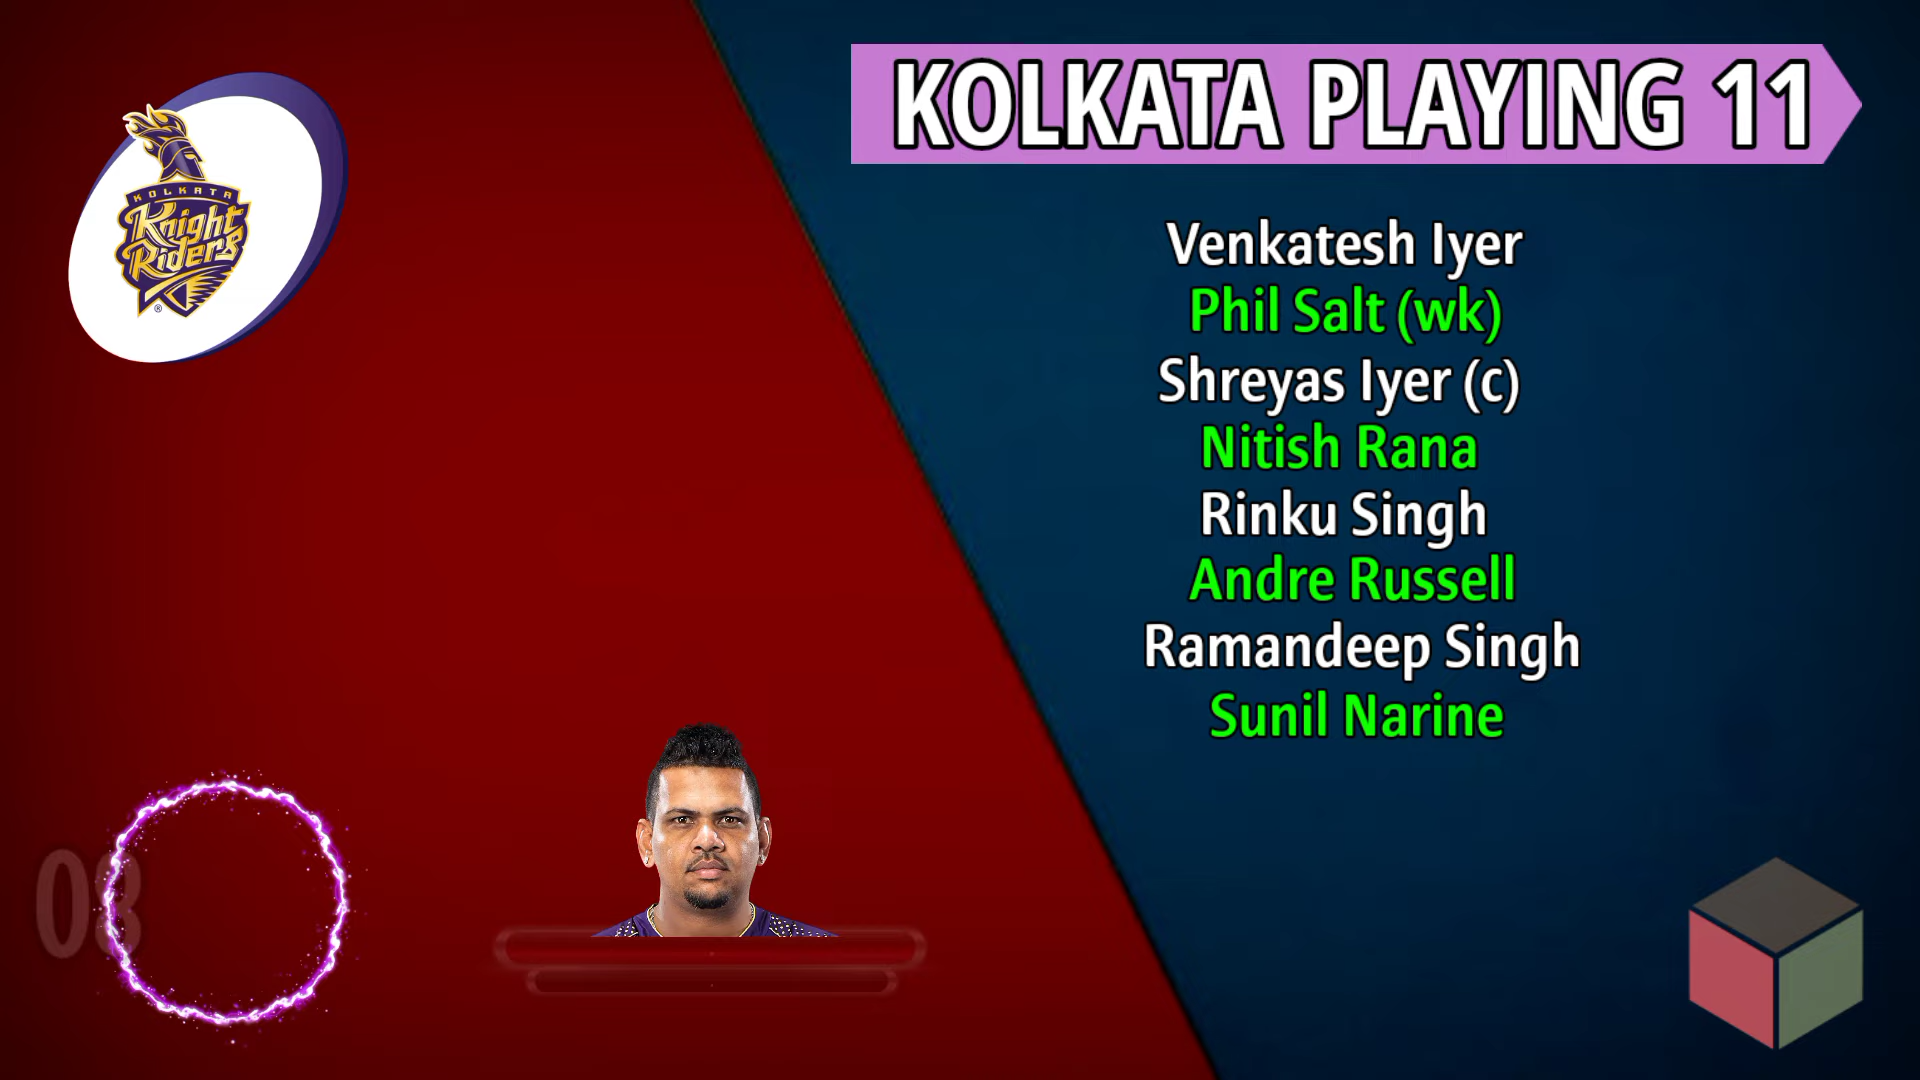 KOLKATA
Knight
Riders
®
KOLKATA PLAYING 11
Venkatesh Iyer
Phil Salt (wk)
Shreyas Iyer (c)
Nitish Rana
Rinku Singh
Andre Russell
Ramandeep Singh
Sunil Narine
08